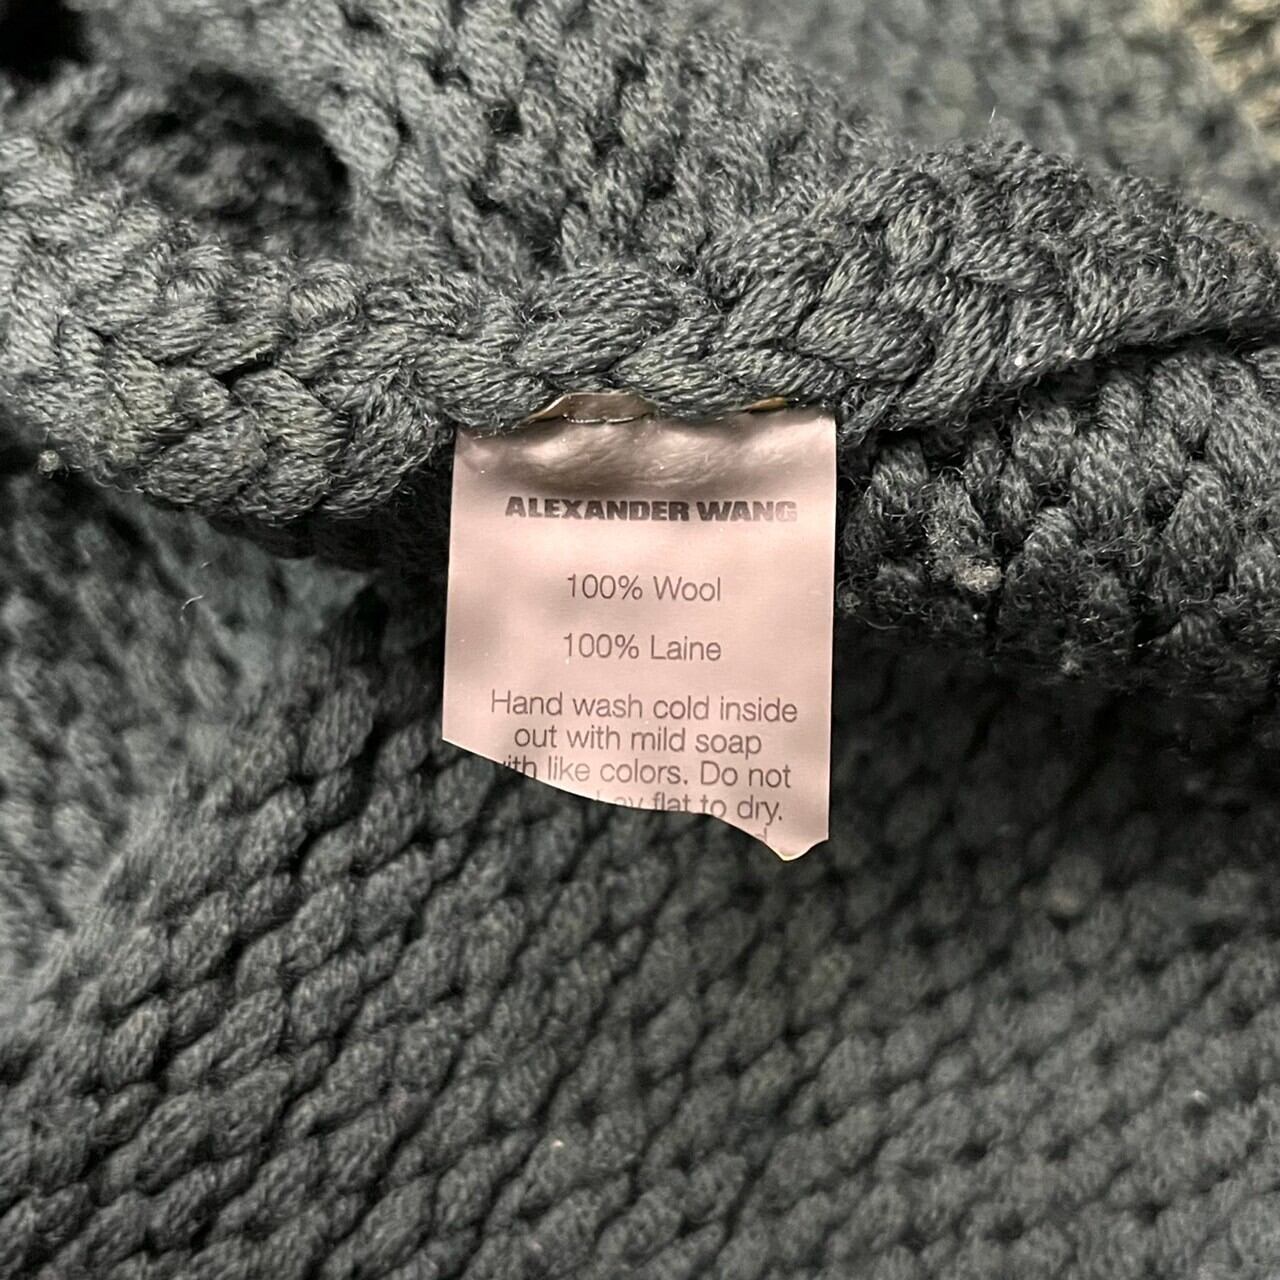 ALEXANDER WANG
100% Wool
100% Laine
Hand wash cold inside
out with mild soap
with like colors. Do not
flat to dry.